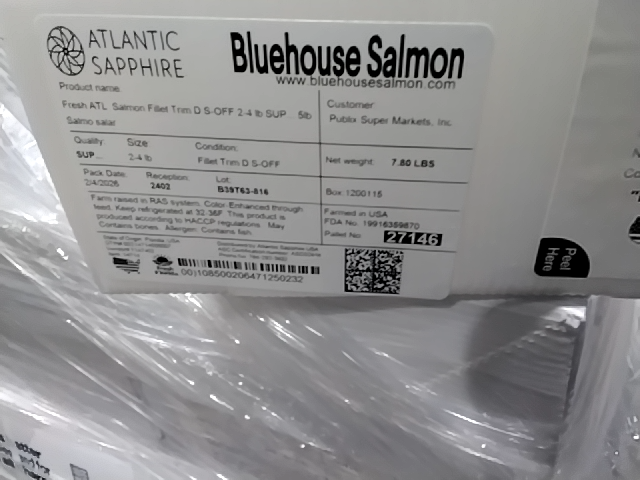 ATLANTIC
SAPPHIRE
Bluehouse Salmon
www.bluehousesalmon.com
Product name
Fresh ATL Salmon Fillet Trim D S-OFF 2-4 lb SUP... 5lb
Salmo salar
Customer
Publix Super Markets, Inc
Quality
SUP...
Size
2-4 lb
Condition:
Fillet Trim D S-OFF
Net weight: 7.80 LBS
Pack Date:
2/4/2026
Reception:
2402
Lot:
B39T63-816
Box: 1200115
Farm raised in RAS system, Color-Enhanced through
feed, Keep refrigerated at 32-36F This product is
produced according to HACCP regulations May
Contains bones. Allergen: Contains fish.
Farmed in USA
FDA No. 19916359870
Pallet No. 27146
(00)108500206471250232
Peel
Here